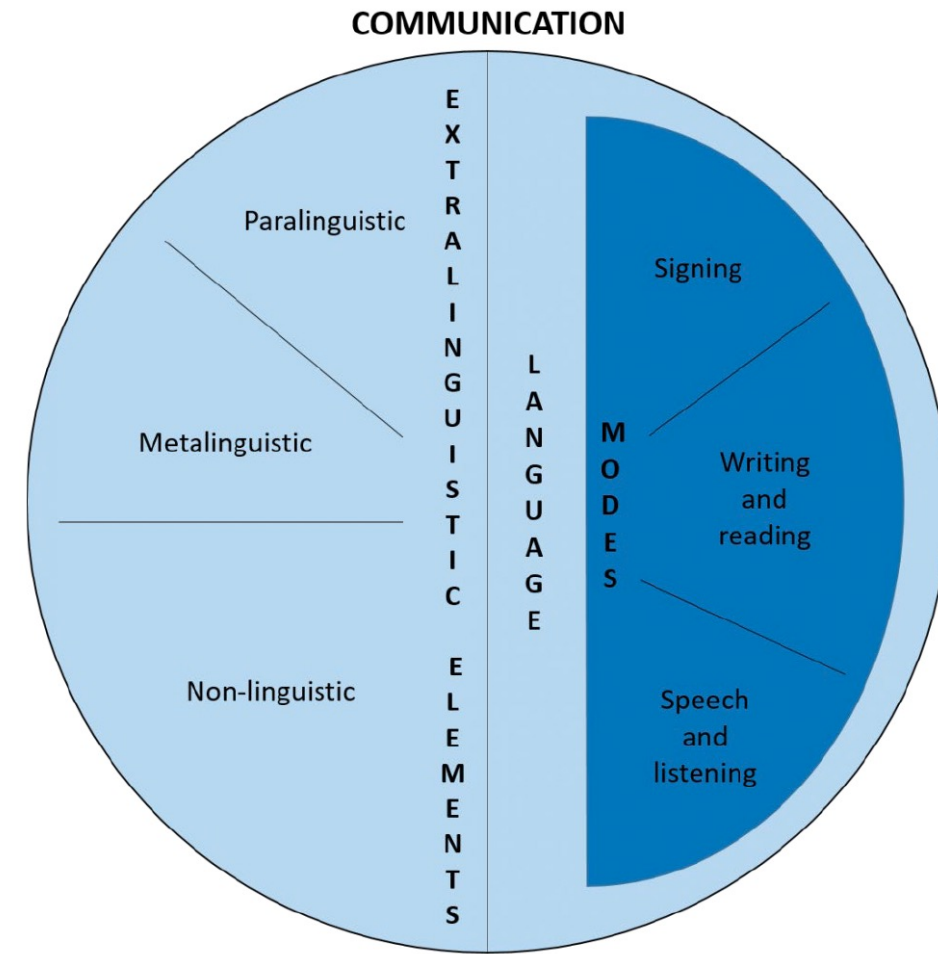 COMMUNICATION
EXTRALINGUISTIC ELEMENTS
Paralinguistic
Metalinguistic
Non-linguistic
LANGUAGE
MODES
Signing
Writing
and
reading
Speech
and
listening